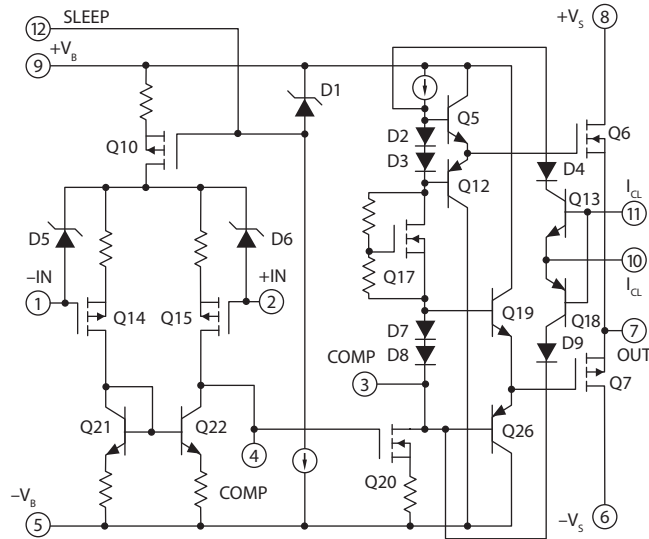 12 SLEEP
8 +Vs
9 +VB
D1
Q10
Q5
Q6
D2
D3
D4
Q12
Q13
ICL
11
D5
D6
–IN
+IN
1
2
Q14
Q15
Q17
10
ICL
Q19
Q18
7
OUT
D7
D8
D9
COMP
3
Q7
Q21
Q22
4
Q20
Q26
COMP
–VB
5
–Vs
6